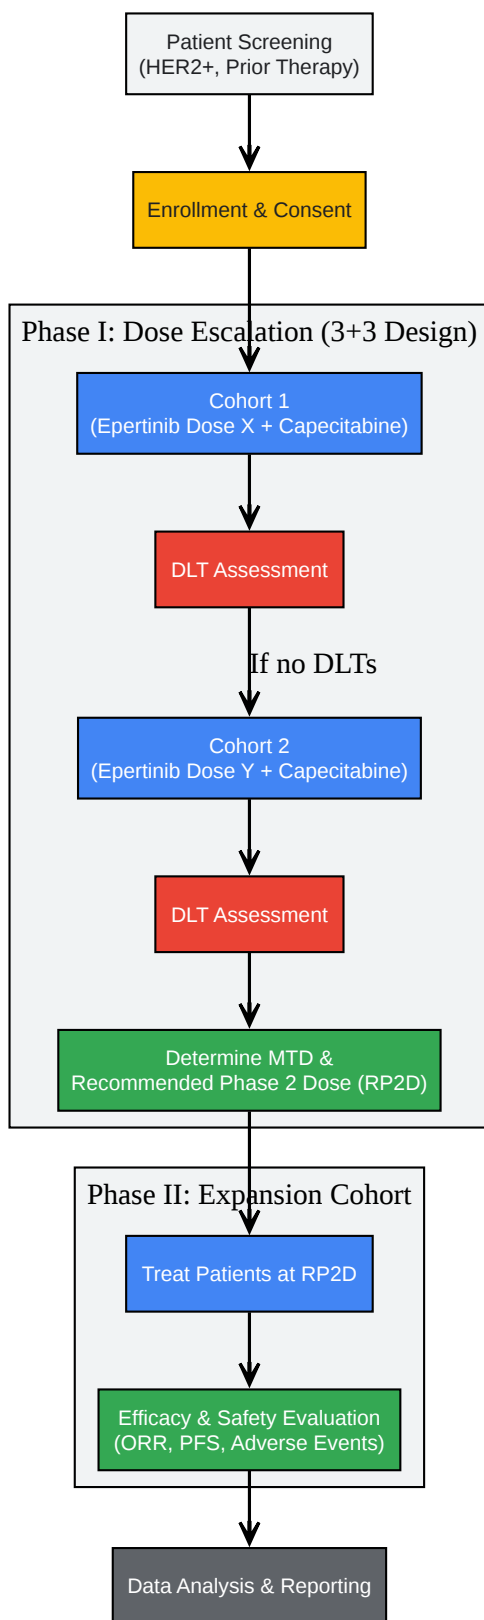 Patient Screening
(HER2+, Prior Therapy)
Enrollment & Consent
Phase I: Dose Escalation (3+3 Design)
Cohort 1
(Epertinib Dose X + Capecitabine)
DLT Assessment
If no DLTs
Cohort 2
(Epertinib Dose Y + Capecitabine)
DLT Assessment
Determine MTD &
Recommended Phase 2 Dose (RP2D)
Phase II: Expansion Cohort
Treat Patients at RP2D
Efficacy & Safety Evaluation
(ORR, PFS, Adverse Events)
Data Analysis & Reporting